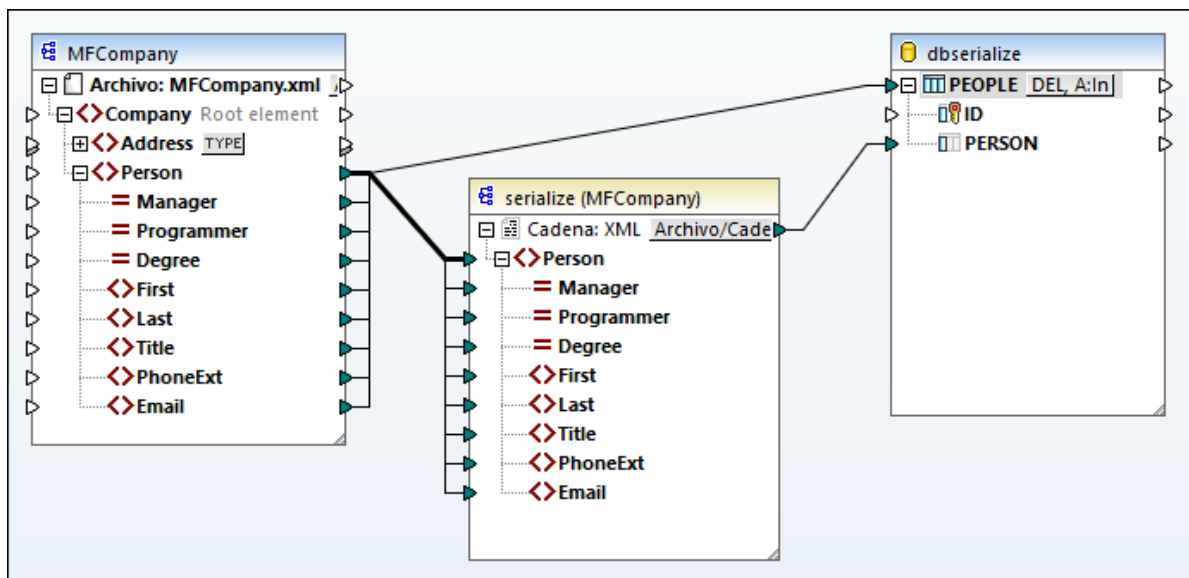 MFCompany
Archivo: MFCompany.xml
Company Root element
Address TYPE
Person
Manager
Programmer
Degree
First
Last
Title
PhoneExt
Email
serialize (MFCompany)
Cadena: XML Archivo/Cade
Person
Manager
Programmer
Degree
First
Last
Title
PhoneExt
Email
dbserialize
PEOPLE DEL, A:In
ID
PERSON